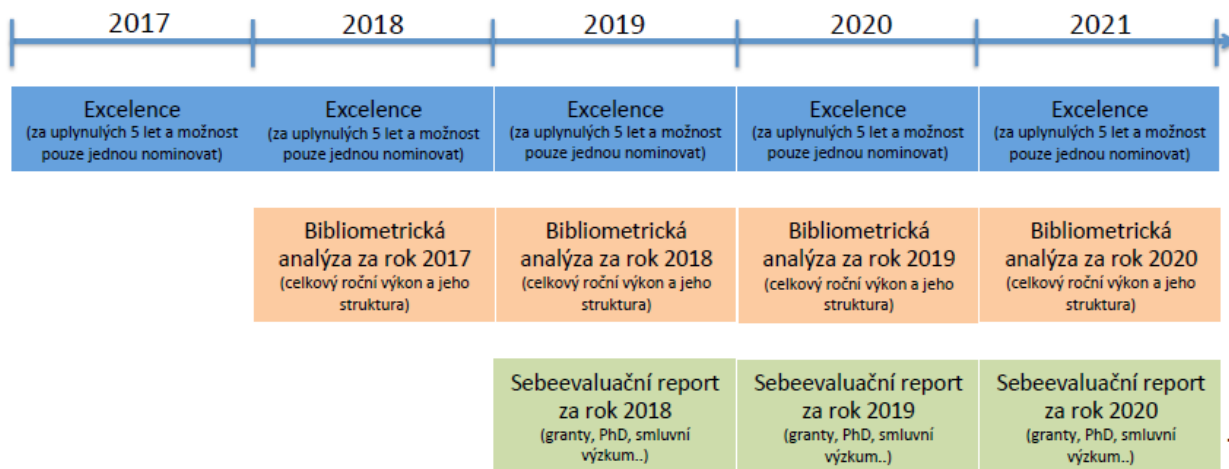 2017
2018
2019
2020
2021
Excelence
(za uplynulých 5 let a možnost
pouze jednou nominovat)
Excelence
(za uplynulých 5 let a možnost
pouze jednou nominovat)
Excelence
(za uplynulých 5 let a možnost
pouze jednou nominovat)
Excelence
(za uplynulých 5 let a možnost
pouze jednou nominovat)
Excelence
(za uplynulých 5 let a možnost
pouze jednou nominovat)
Bibliometrická
analýza za rok 2017
(celkový roční výkon a jeho
struktura)
Bibliometrická
analýza za rok 2018
(celkový roční výkon a jeho
struktura)
Bibliometrická
analýza za rok 2019
(celkový roční výkon a jeho
struktura)
Bibliometrická
analýza za rok 2020
(celkový roční výkon a jeho
struktura)
Sebeevaluační report
za rok 2018
(granty, PhD, smluvní
výzkum..)
Sebeevaluační report
za rok 2019
(granty, PhD, smluvní
výzkum..)
Sebeevaluační report
za rok 2020
(granty, PhD, smluvní
výzkum..)